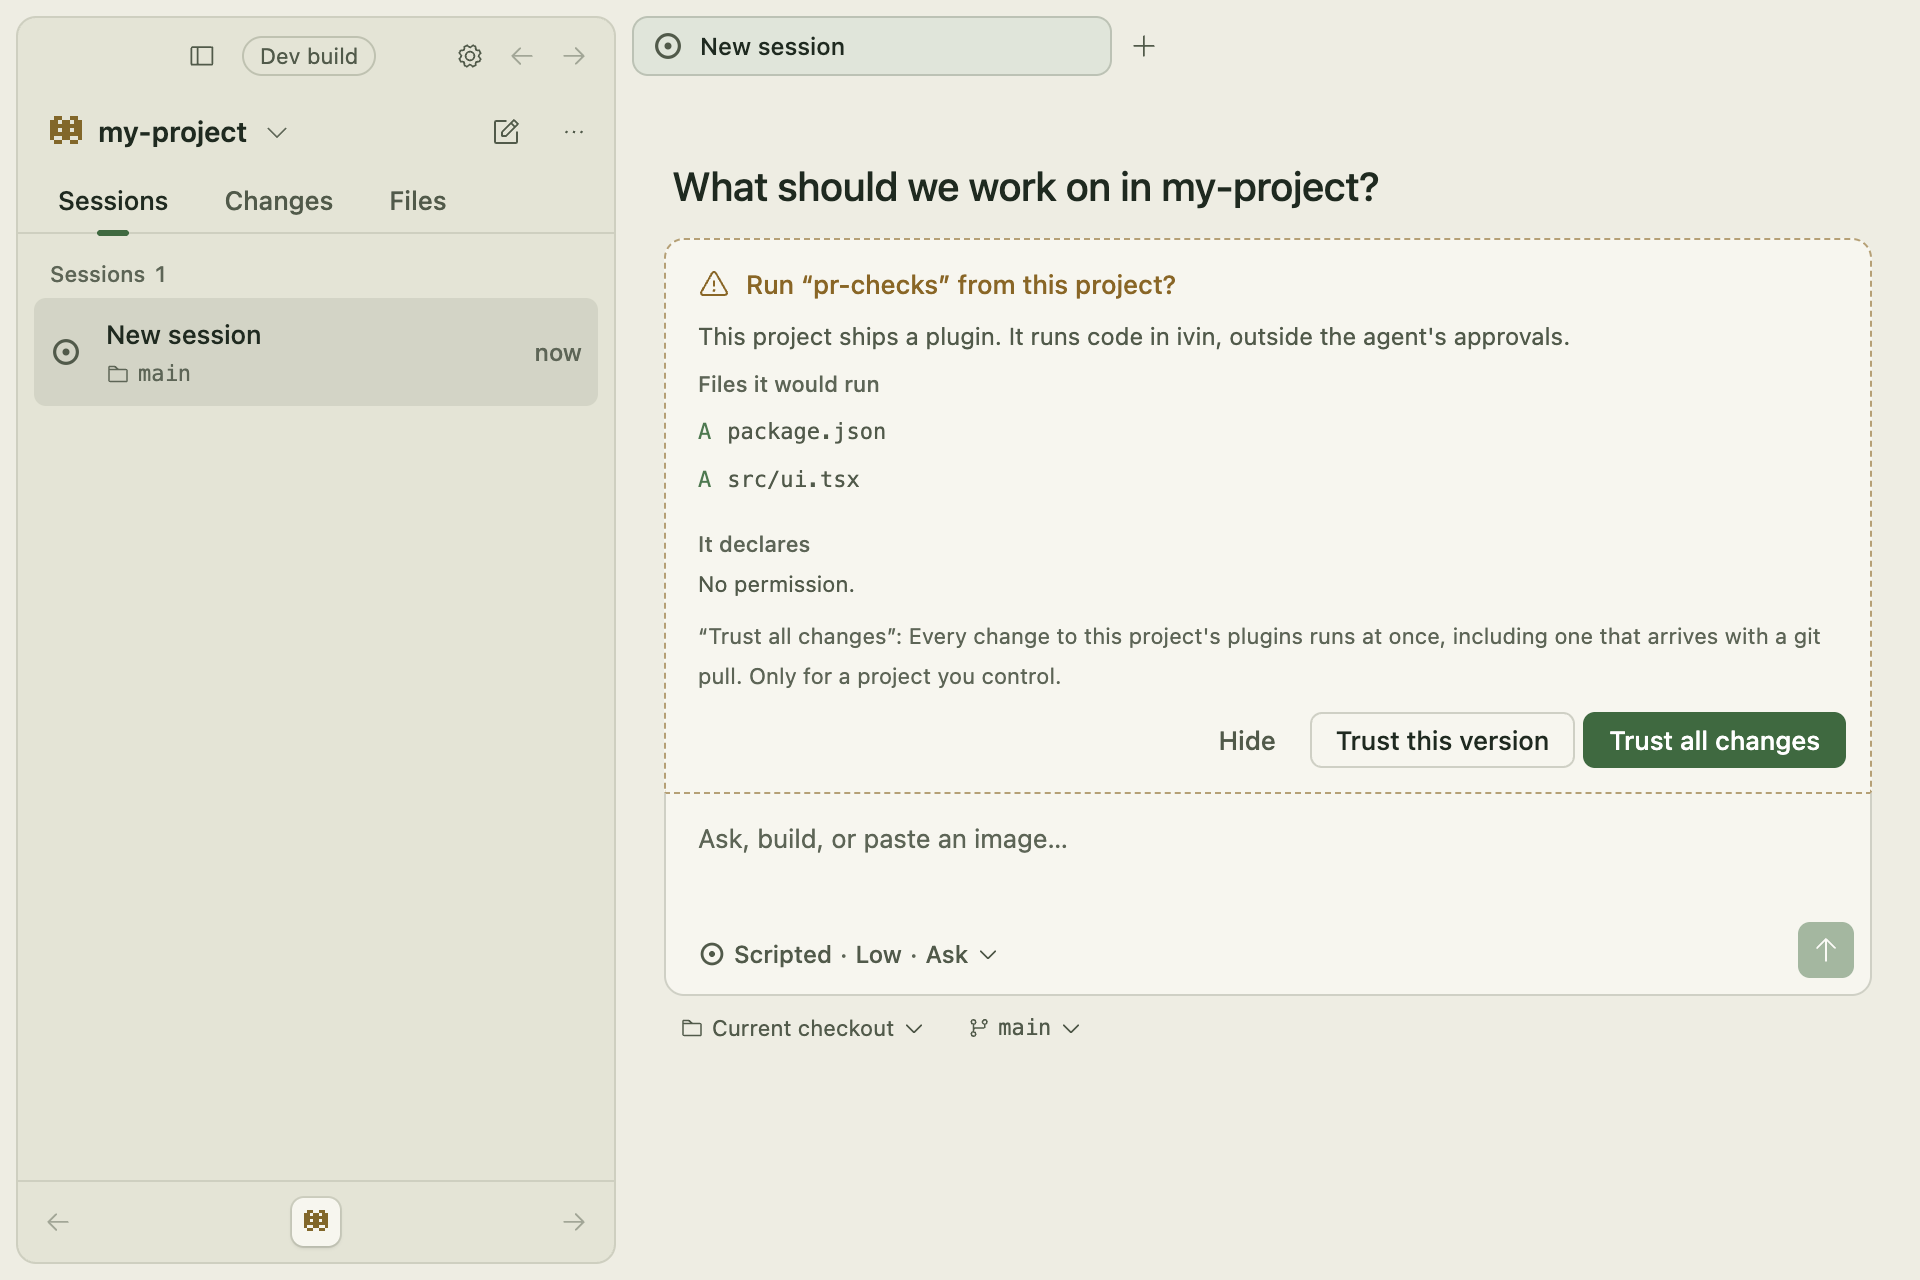 Dev build
New session
my-project
Sessions
Changes
Files
Sessions 1
New session
now
main
What should we work on in my-project?
Run “pr-checks” from this project?
This project ships a plugin. It runs code in ivin, outside the agent's approvals.
Files it would run
A package.json
A src/ui.tsx
It declares
No permission.
“Trust all changes”: Every change to this project's plugins runs at once, including one that arrives with a git
pull. Only for a project you control.
Hide
Trust this version
Trust all changes
Ask, build, or paste an image...
Scripted · Low · Ask
Current checkout
main